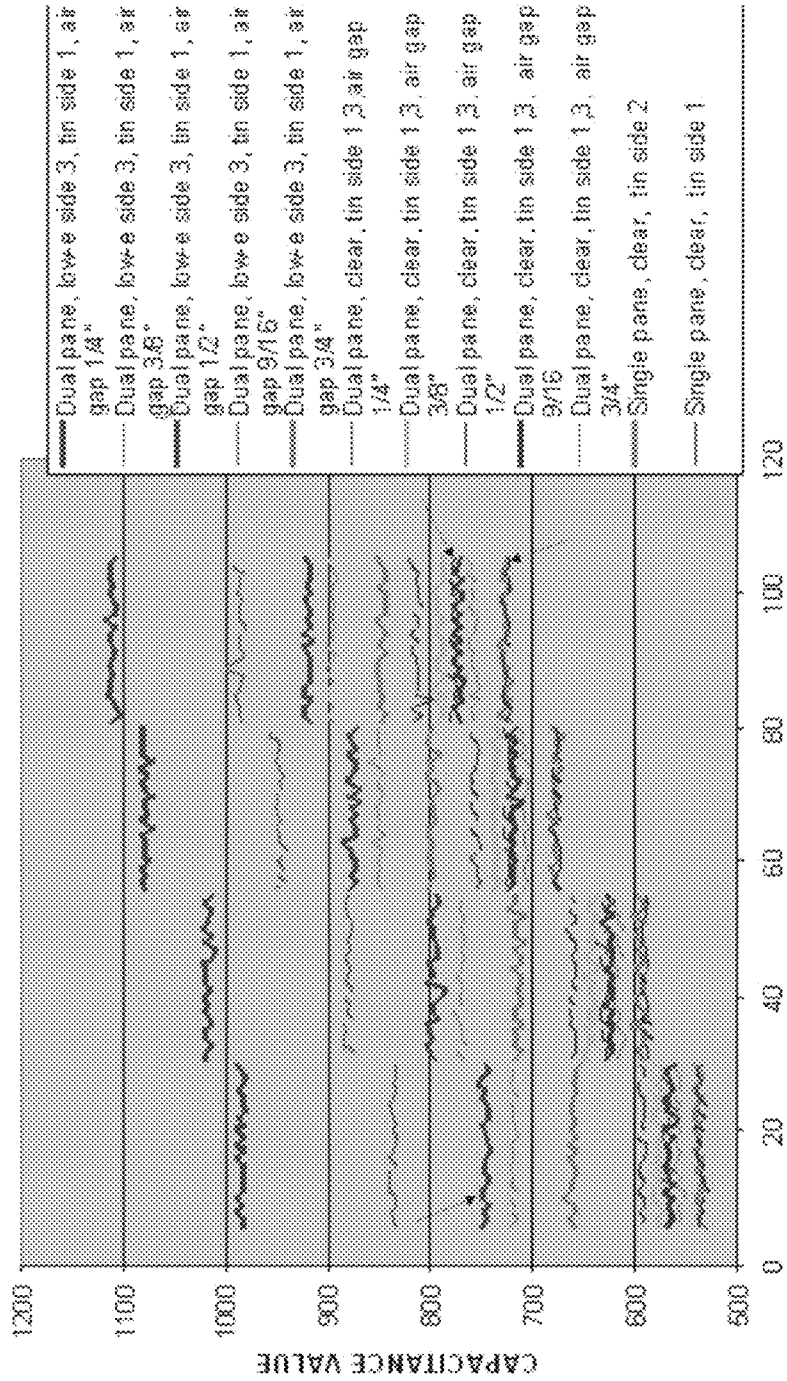 CAPACITANCE VALUE
1200
1100
1000
900
800
700
600
500
0
20
40
60
80
100
120
Dual pane, low-e side 3, tin side 1, air
gap 1/4"
Dual pane, low-e side 3, tin side 1, air
gap 3/8"
Dual pane, low-e side 3, tin side 1, air
gap 1/2"
Dual pane, low-e side 3, tin side 1, air
gap 9/16"
Dual pane, low-e side 3, tin side 1, air
gap 3/4"
Dual pane, clear, tin side 1,3, air gap
1/4"
Dual pane, clear, tin side 1,3, air gap
3/8"
Dual pane, clear, tin side 1,3, air gap
1/2"
Dual pane, clear, tin side 1,3, air gap
9/16
Dual pane, clear, tin side 1,3, air gap
3/4"
Single pane, clear, tin side 2
Single pane, clear, tin side 1